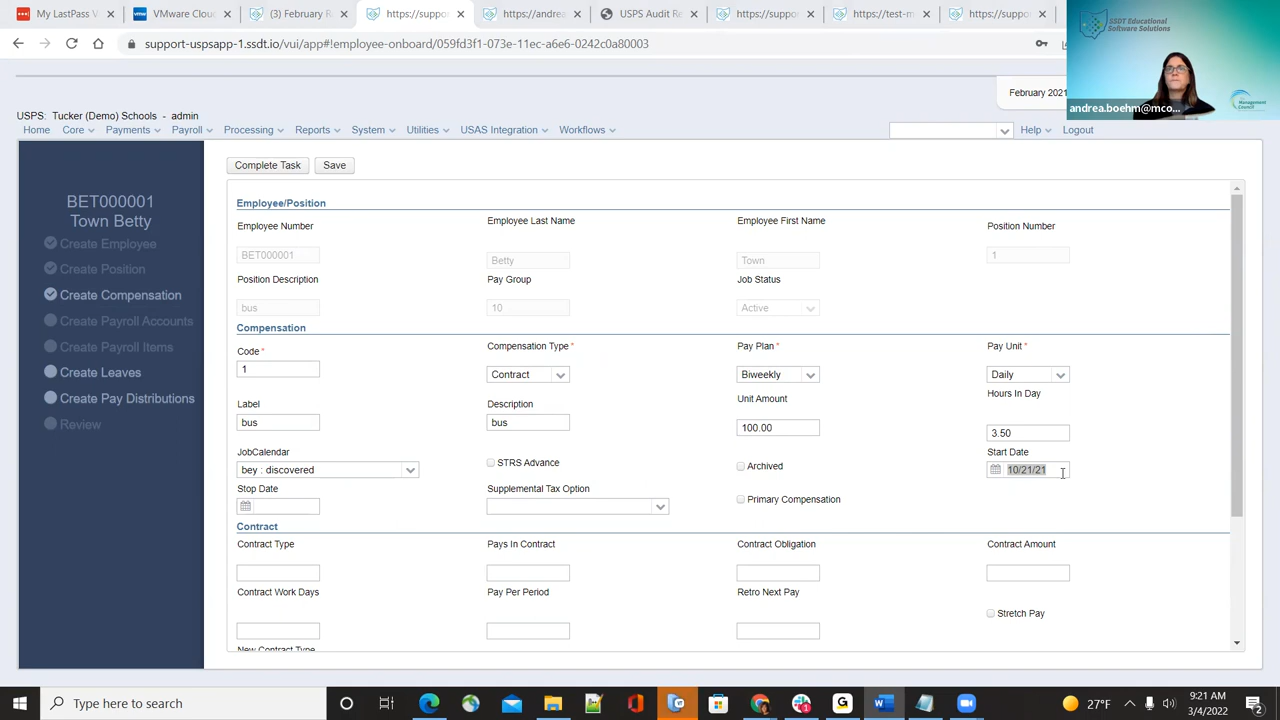 My LastPass V
VMware Clou
(3) February R
https://suppo
https://andre
USPS Audit R
https://suppo
https://test-m
https://suppo
support-uspsapp-1.ssdt.io/vui/app#!employee-onboard/059fd3f1-073e-11ec-a6e6-0242c0a80003
SSDT Educational
Software Solutions
Management
Council
andrea.boehm@mco...
February 2021
USPS: Tucker (Demo) Schools - admin
Home Core Payments Payroll Processing Reports System Utilities USAS Integration Workflows Help Logout
BET000001
Town Betty
Create Employee
Create Position
Create Compensation
Create Payroll Accounts
Create Payroll Items
Create Leaves
Create Pay Distributions
Review
Complete Task Save
Employee/Position
Employee Number Employee Last Name Employee First Name Position Number
BET000001 Betty Town 1
Position Description Pay Group Job Status
bus 10 Active
Compensation
Code * Compensation Type * Pay Plan * Pay Unit *
1 Contract Biweekly Daily
Label Description Unit Amount Hours In Day
bus bus 100.00 3.50
JobCalendar STRS Advance Archived Start Date
bey : discovered 10/21/21
Stop Date Supplemental Tax Option Primary Compensation
Contract
Contract Type Pays In Contract Contract Obligation Contract Amount
Contract Work Days Pay Per Period Retro Next Pay Stretch Pay
New Contract Type
Type here to search
27°F
9:21 AM
3/4/2022
2